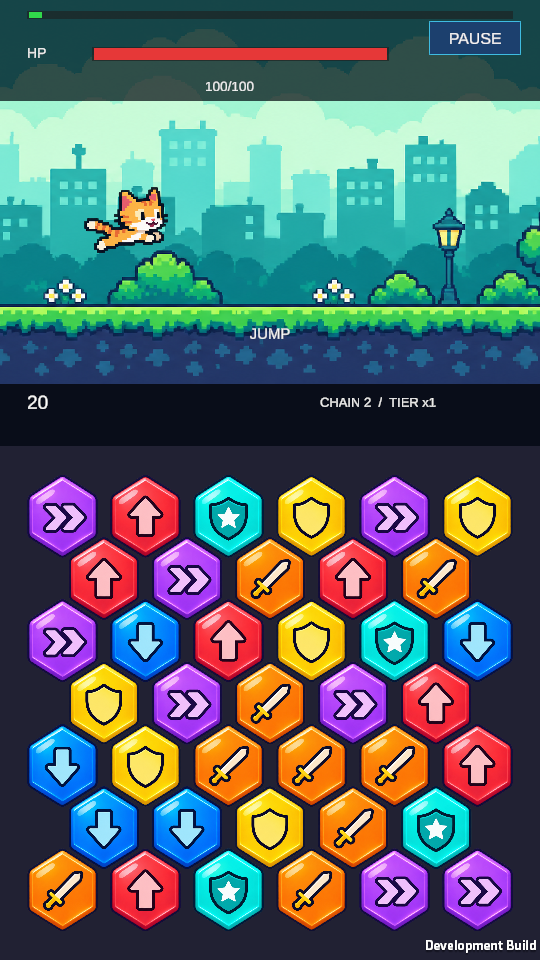 PAUSE
HP
100/100
JUMP
20
CHAIN 2 / TIER x1
Development Build